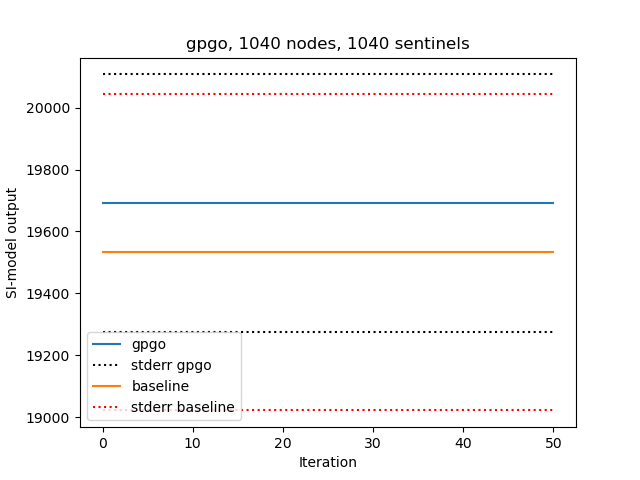 gpgo, 1040 nodes, 1040 sentinels
SI-model output
20000
19800
19600
19400
19200
19000
gpgo
stderr gpgo
baseline
stderr baseline
0 10 20 30 40 50
Iteration